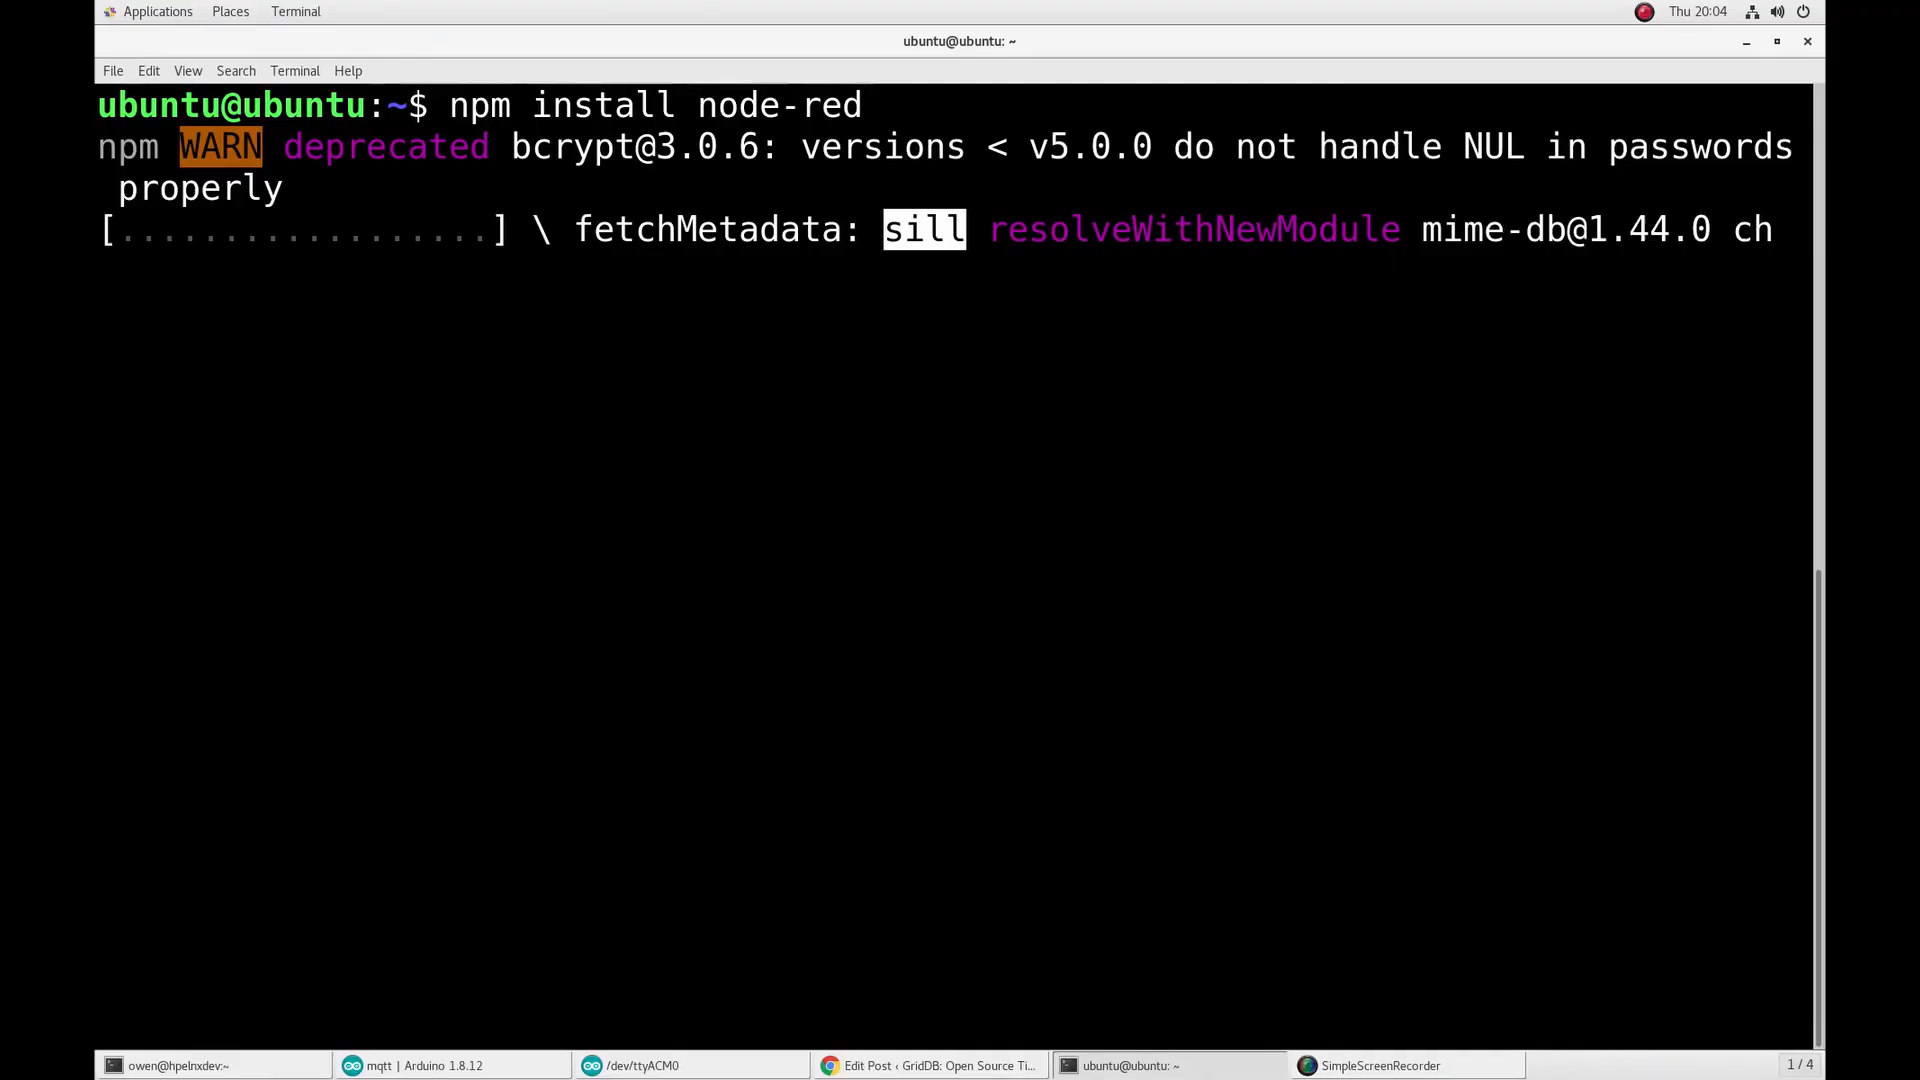 Applications Places Terminal Thu 20:04
ubuntu@ubuntu: ~
File Edit View Search Terminal Help
ubuntu@ubuntu:~$ npm install node-red
npm WARN deprecated bcrypt@3.0.6: versions < v5.0.0 do not handle NUL in passwords
properly
[..................] \ fetchMetadata: sill resolveWithNewModule mime-db@1.44.0 ch
owen@hpelnxdev:~ mqtt | Arduino 1.8.12 /dev/ttyACM0 Edit Post ‹ GridDB: Open Source Ti... ubuntu@ubuntu: ~ SimpleScreenRecorder 1 / 4